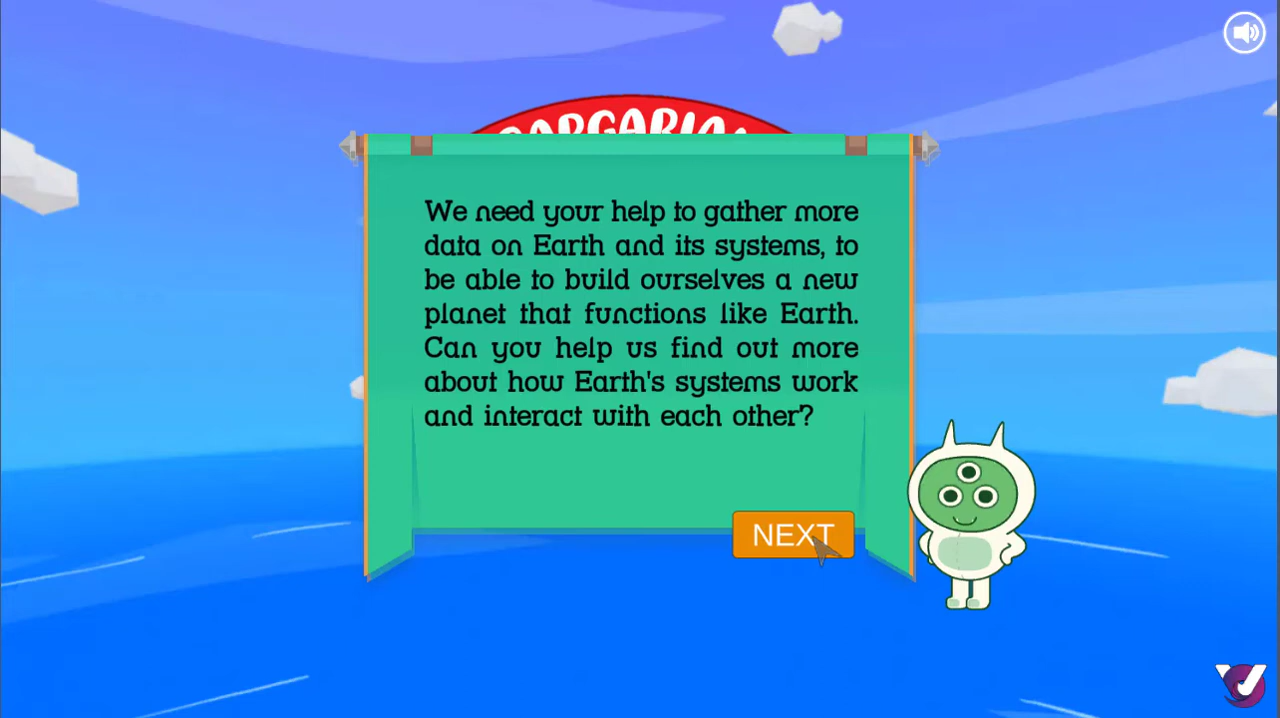 We need your help to gather more
data on Earth and its systems, to
be able to build ourselves a new
planet that functions like Earth.
Can you help us find out more
about how Earth's systems work
and interact with each other?
NEXT